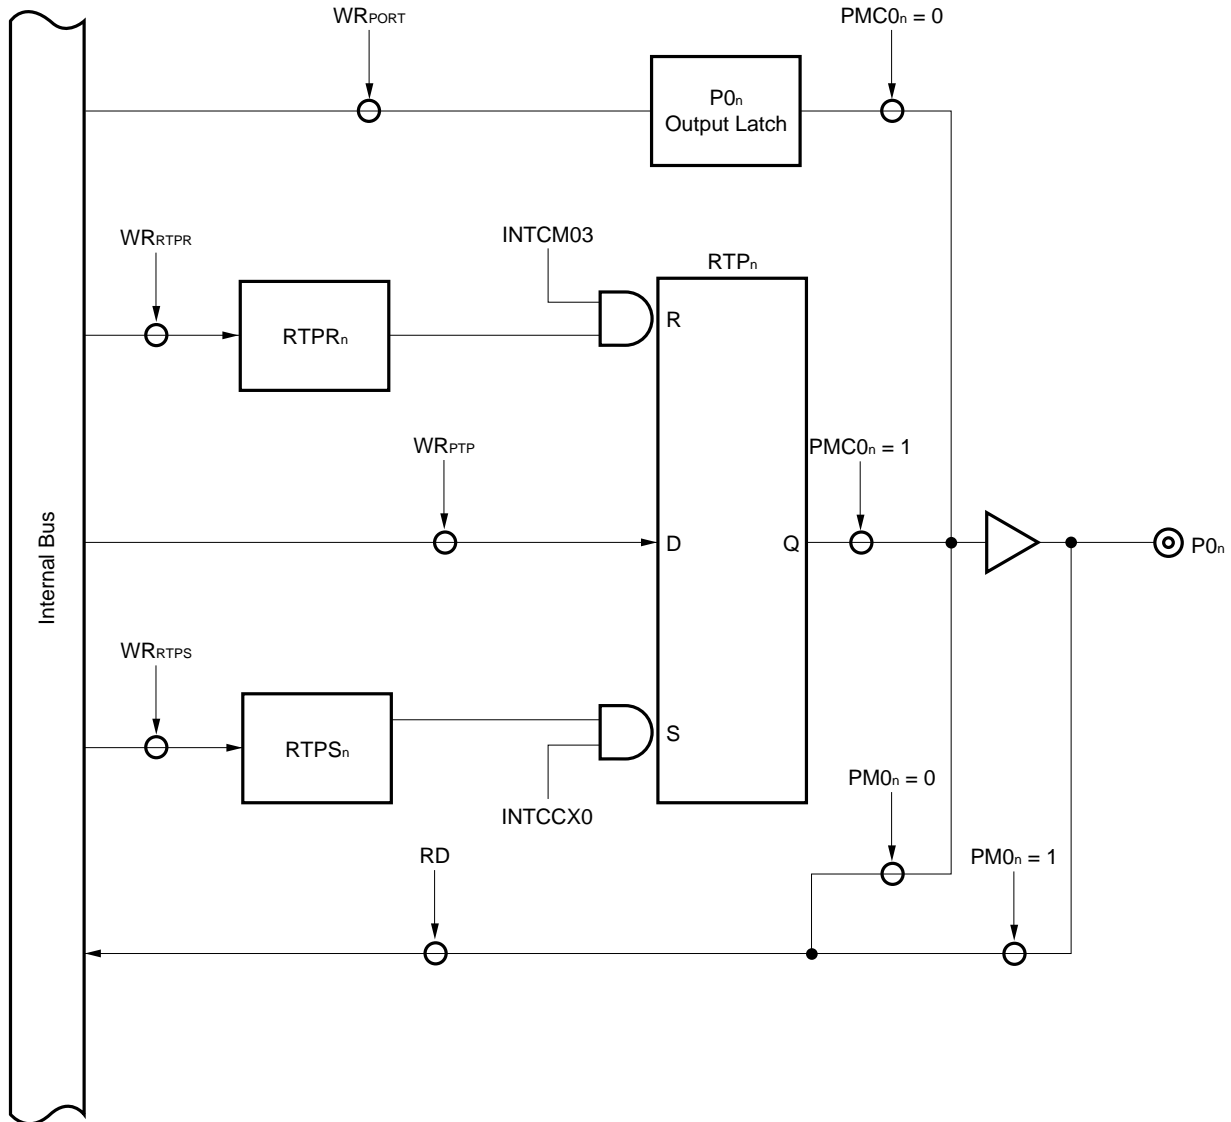 WRPORT
PMC0n = 0
P0n
Output Latch
WRRTPR
INTCM03
RTPn
RTPRn
R
WRPTP
PMC0n = 1
Internal Bus
D
Q
P0n
WRRTPS
RTPSn
S
INTCCX0
PM0n = 0
RD
PM0n = 1